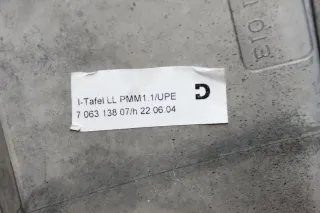 I-Tafel LL PMM1.1/UPE
7 063 138 07/h 22 06.04